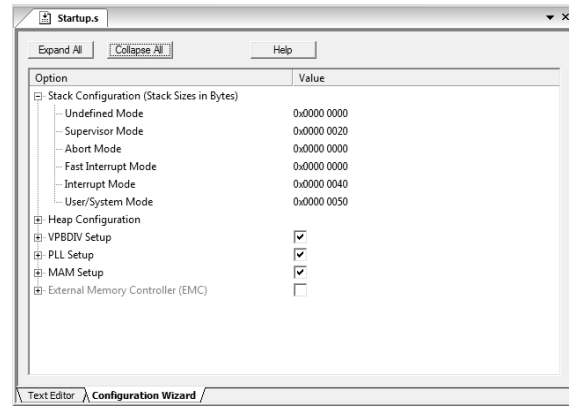 Startup.s
Expand All Collapse All Help
Option Value
Stack Configuration (Stack Sizes in Bytes)
Undefined Mode 0x0000 0000
Supervisor Mode 0x0000 0020
Abort Mode 0x0000 0000
Fast Interrupt Mode 0x0000 0000
Interrupt Mode 0x0000 0040
User/System Mode 0x0000 0050
Heap Configuration
VPBDIV Setup
PLL Setup
MAM Setup
External Memory Controller (EMC)
Text Editor Configuration Wizard